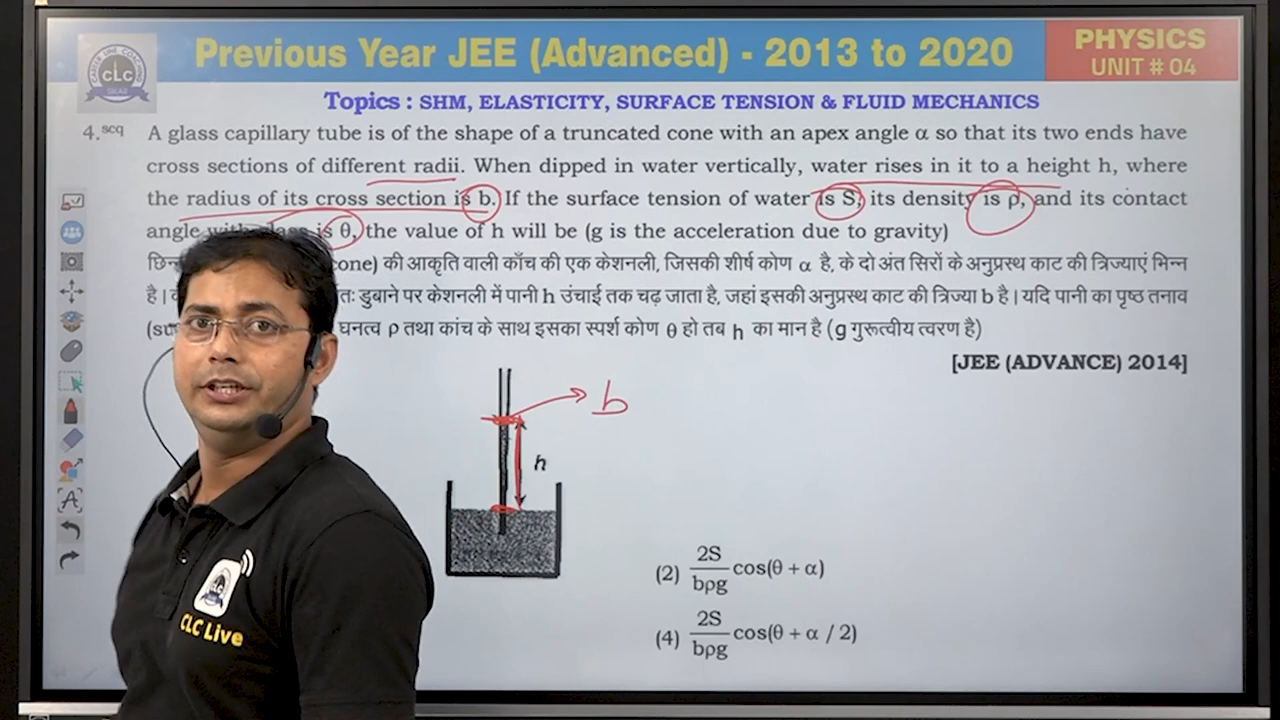 Previous Year JEE (Advanced) - 2013 to 2020
PHYSICS
UNIT # 04
CLC
SIKAR
Topics : SHM, ELASTICITY, SURFACE TENSION & FLUID MECHANICS
4.scq A glass capillary tube is of the shape of a truncated cone with an apex angle α so that its two ends have
cross sections of different radii. When dipped in water vertically, water rises in it to a height h, where
the radius of its cross section is b. If the surface tension of water is S, its density is ρ, and its contact
angle with glass is θ, the value of h will be (g is the acceleration due to gravity)
cone) की आकृति वाली काँच की एक केशनली, जिसकी शीर्ष कोण α है, के दो अंत सिरों के अनुप्रस्थ काट की त्रिज्याएं भिन्न
है। डुबाने पर केशनली में पानी h उंचाई तक चढ़ जाता है, जहां इसकी अनुप्रस्थ काट की त्रिज्या b है। यदि पानी का पृष्ठ तनाव
घनत्व ρ तथा कांच के साथ इसका स्पर्श कोण θ हो तब h का मान है (g गुरूत्वीय त्वरण है)
[JEE (ADVANCE) 2014]
b
h
(2) 2S/bρg cos(θ + α)
(4) 2S/bρg cos(θ + α / 2)
CLC Live